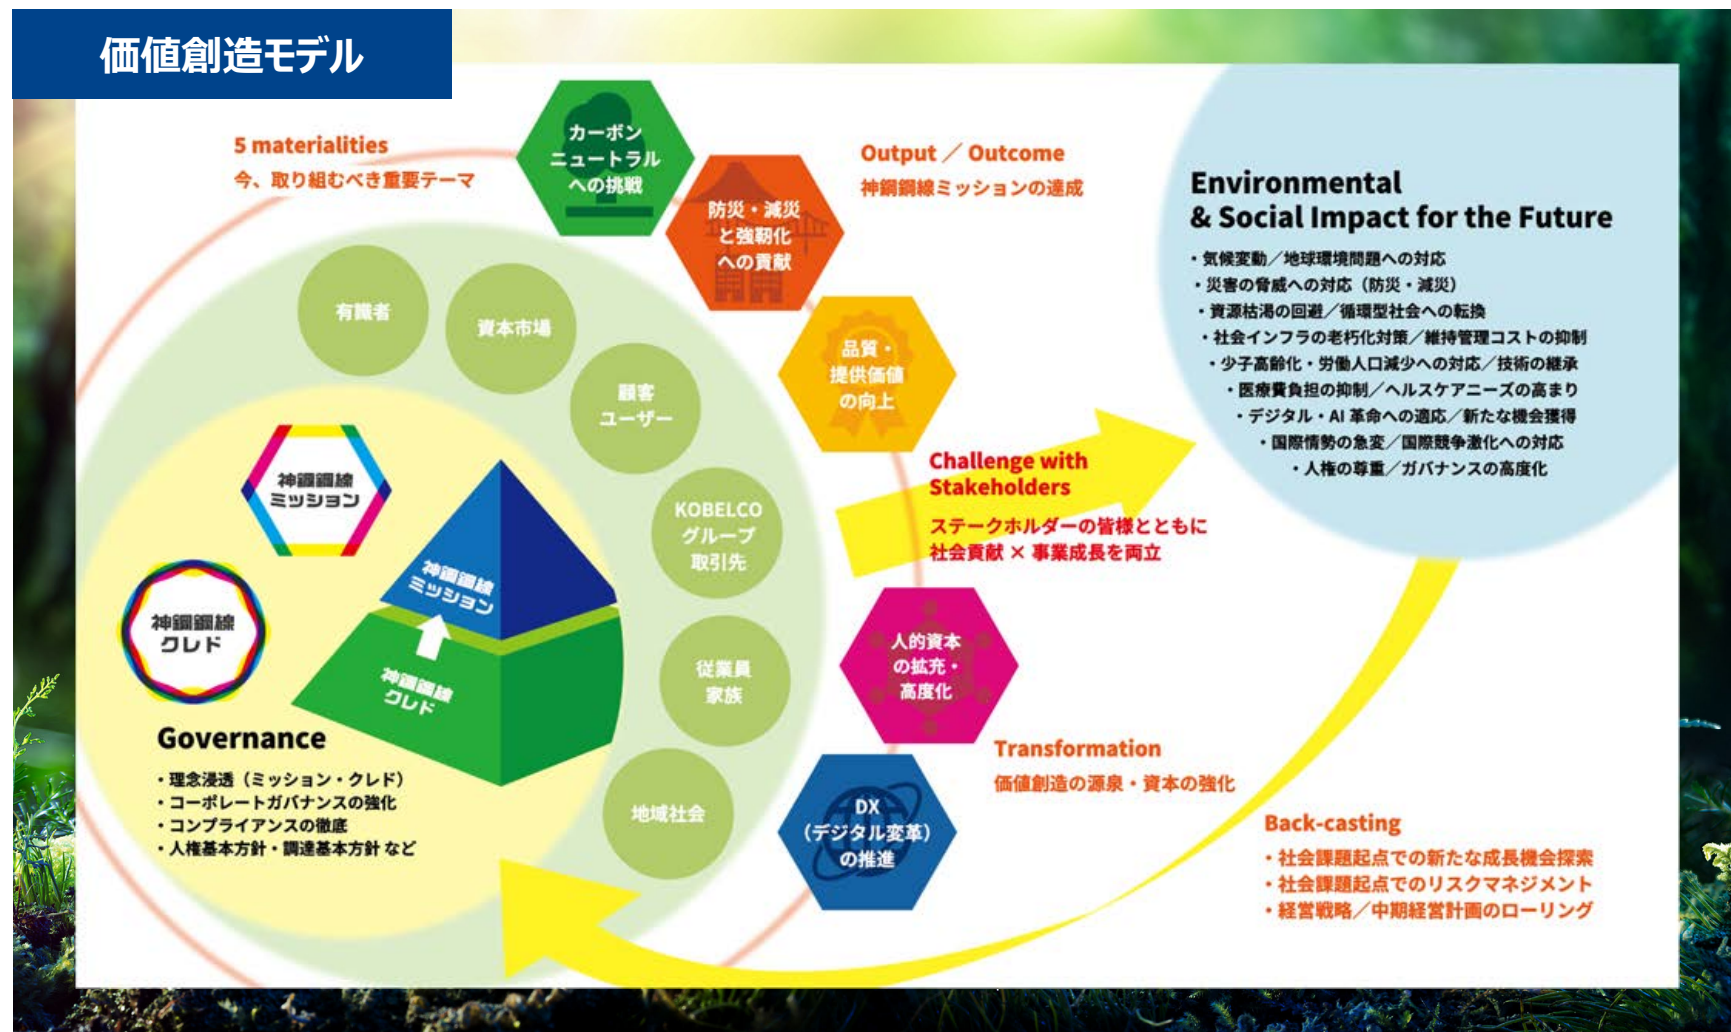 価値創造モデル
5 materialities
今、取り組むべき重要テーマ
カーボン
ニュートラル
への挑戦
防災・減災
と強靭化
への貢献
Output ／ Outcome
神鋼鋼線ミッションの達成
品質・
提供価値
の向上
有識者
資本市場
顧客
ユーザー
KOBELCO
グループ
取引先
従業員
家族
地域社会
神鋼鋼線
ミッション
神鋼鋼線
クレド
神鋼鋼線
ミッション
神鋼鋼線
クレド
Governance
・理念浸透（ミッション・クレド）
・コーポレートガバナンスの強化
・コンプライアンスの徹底
・人権基本方針・調達基本方針 など
Challenge with
Stakeholders
ステークホルダーの皆様とともに
社会貢献 × 事業成長を両立
人的資本
の拡充・
高度化
DX
（デジタル変革）
の推進
Transformation
価値創造の源泉・資本の強化
Environmental
& Social Impact for the Future
・気候変動／地球環境問題への対応
・災害の脅威への対応（防災・減災）
・資源枯渇の回避／循環型社会への転換
・社会インフラの老朽化対策／維持管理コストの抑制
・少子高齢化・労働人口減少への対応／技術の継承
・医療費負担の抑制／ヘルスケアニーズの高まり
・デジタル・AI 革命への適応／新たな機会獲得
・国際情勢の急変／国際競争激化への対応
・人権の尊重／ガバナンスの高度化
Back-casting
・社会課題起点での新たな成長機会探索
・社会課題起点でのリスクマネジメント
・経営戦略／中期経営計画のローリング